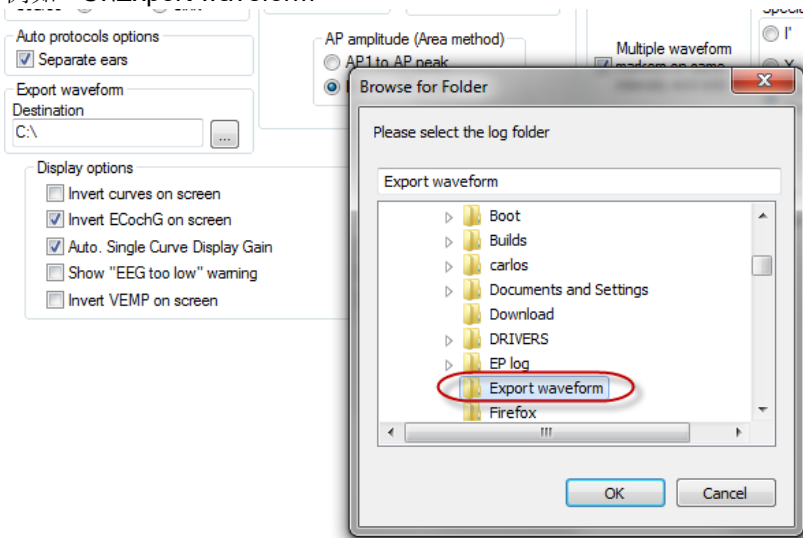 Auto protocols options
Separate ears
Export waveform
Destination
C:\
...
AP amplitude (Area method)
AP1 to AP peak
Multiple waveform
Display options
Invert curves on screen
Invert ECochG on screen
Auto. Single Curve Display Gain
Show "EEG too low" warning
Invert VEMP on screen
Browse for Folder
Please select the log folder
Export waveform
Boot
Builds
carlos
Documents and Settings
Download
DRIVERS
EP log
Export waveform
Firefox
OK
Cancel